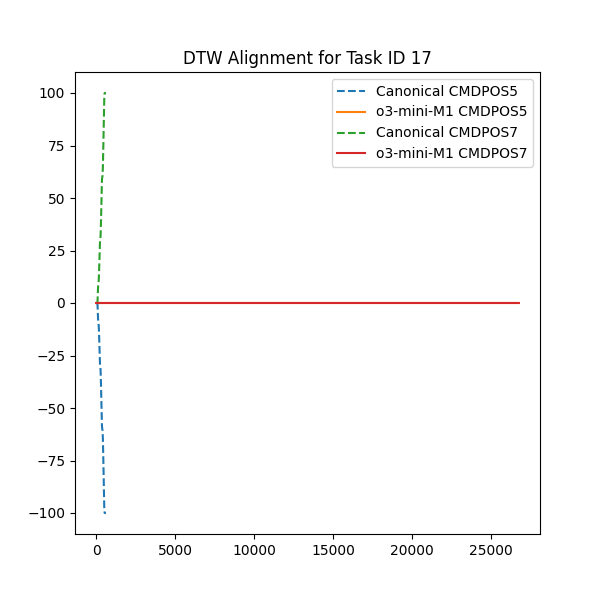 DTW Alignment for Task ID 17
Canonical CMDPOS5
o3-mini-M1 CMDPOS5
Canonical CMDPOS7
o3-mini-M1 CMDPOS7
100
75
50
25
0
−25
−50
−75
−100
0 5000 10000 15000 20000 25000